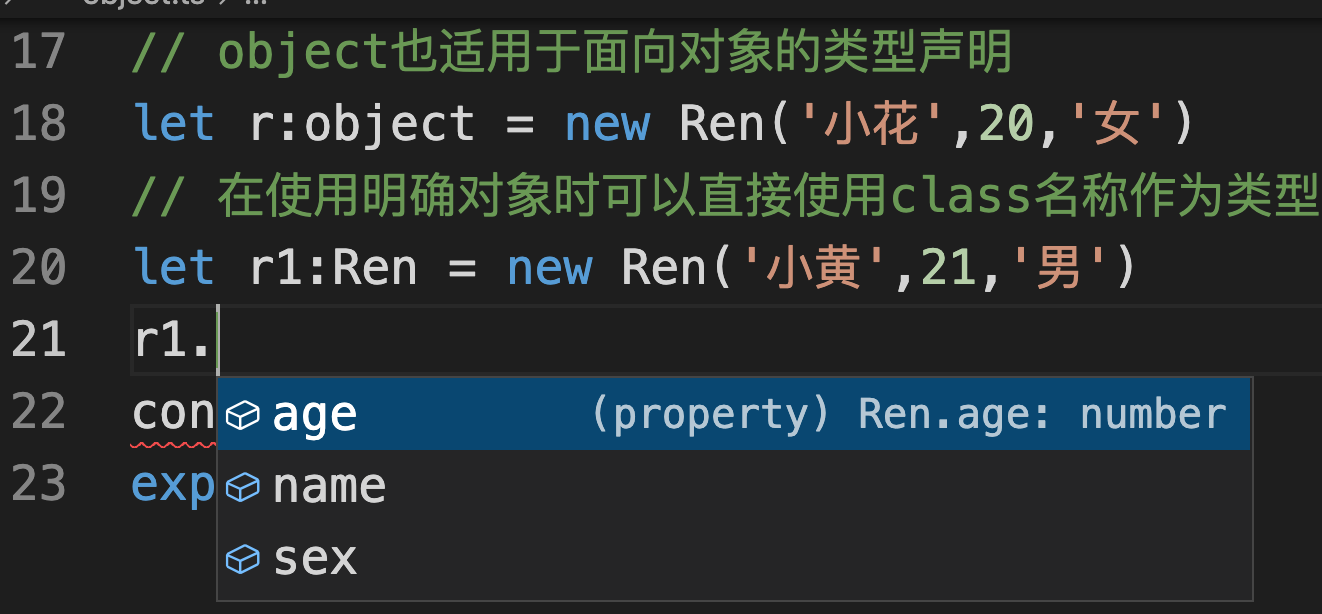 object.ts › ...
17 // object也适用于面向对象的类型声明
18 let r:object = new Ren('小花',20,'女')
19 // 在使用明确对象时可以直接使用class名称作为类型
20 let r1:Ren = new Ren('小黄',21,'男')
21 r1.
22 con
age (property) Ren.age: number
23 exp
name
sex